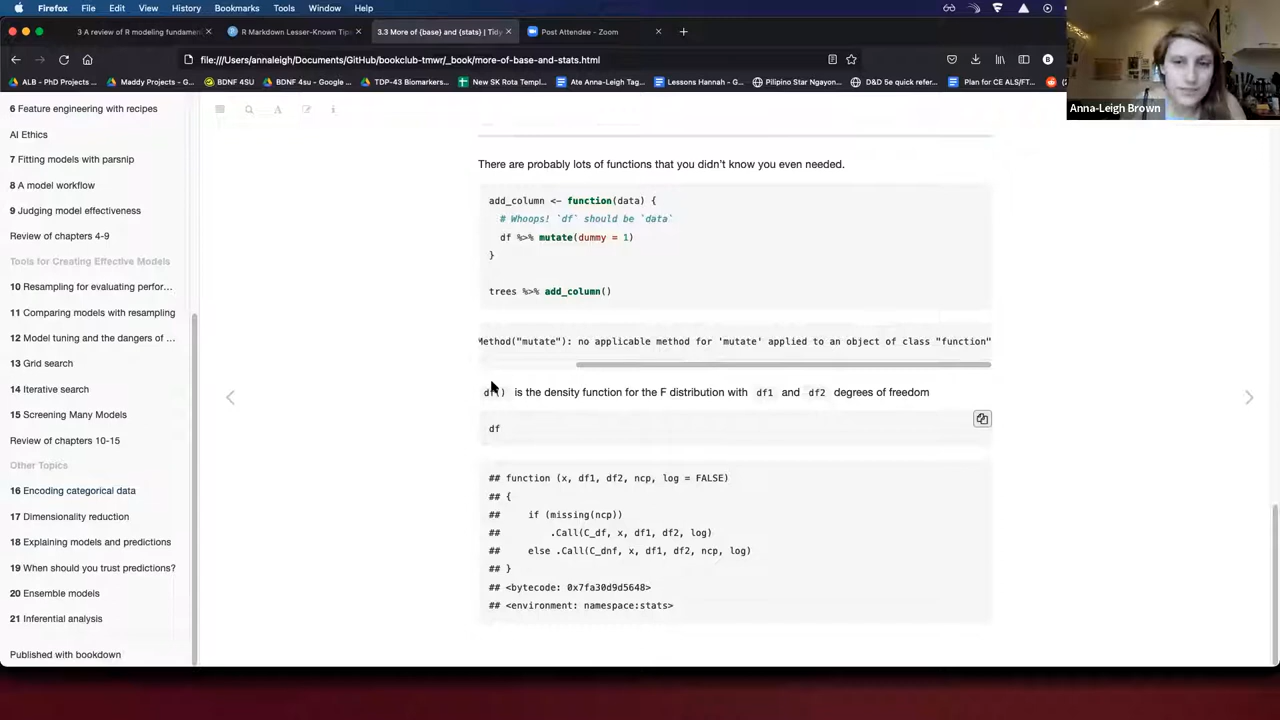 Firefox File Edit View History Bookmarks Tools Window Help
3 A review of R modeling fundamen
R Markdown Lesser-Known Tip
3.3 More of {base} and {stats} | Tidy
Post Attendee - Zoom
file:///Users/annaleigh/Documents/GitHub/bookclub-tmwr/_book/more-of-base-and-stats.html
ALB - PhD Projects ... Maddy Projects - G... BDNF 4SU BDNF 4su - Google ... TDP-43 Biomarkers... New SK Rota Templ... Ate Anna-Leigh Tag... Lessons Hannah - G... Pilipino Star Ngayon... D&D 5e quick refer... Plan for CE ALS/FT...
Anna-Leigh Brown
6 Feature engineering with recipes
AI Ethics
7 Fitting models with parsnip
8 A model workflow
9 Judging model effectiveness
Review of chapters 4-9
Tools for Creating Effective Models
10 Resampling for evaluating perfor...
11 Comparing models with resampling
12 Model tuning and the dangers of ...
13 Grid search
14 Iterative search
15 Screening Many Models
Review of chapters 10-15
Other Topics
16 Encoding categorical data
17 Dimensionality reduction
18 Explaining models and predictions
19 When should you trust predictions?
20 Ensemble models
21 Inferential analysis
Published with bookdown
There are probably lots of functions that you didn't know you even needed.
add_column <- function(data) {
# Whoops! `df` should be `data`
df %>% mutate(dummy = 1)
}
trees %>% add_column()
Method("mutate"): no applicable method for 'mutate' applied to an object of class "function"
df() is the density function for the F distribution with df1 and df2 degrees of freedom
df
## function (x, df1, df2, ncp, log = FALSE)
## {
## if (missing(ncp))
## .Call(C_df, x, df1, df2, log)
## else .Call(C_dnf, x, df1, df2, ncp, log)
## }
## <bytecode: 0x7fa30d9d5648>
## <environment: namespace:stats>